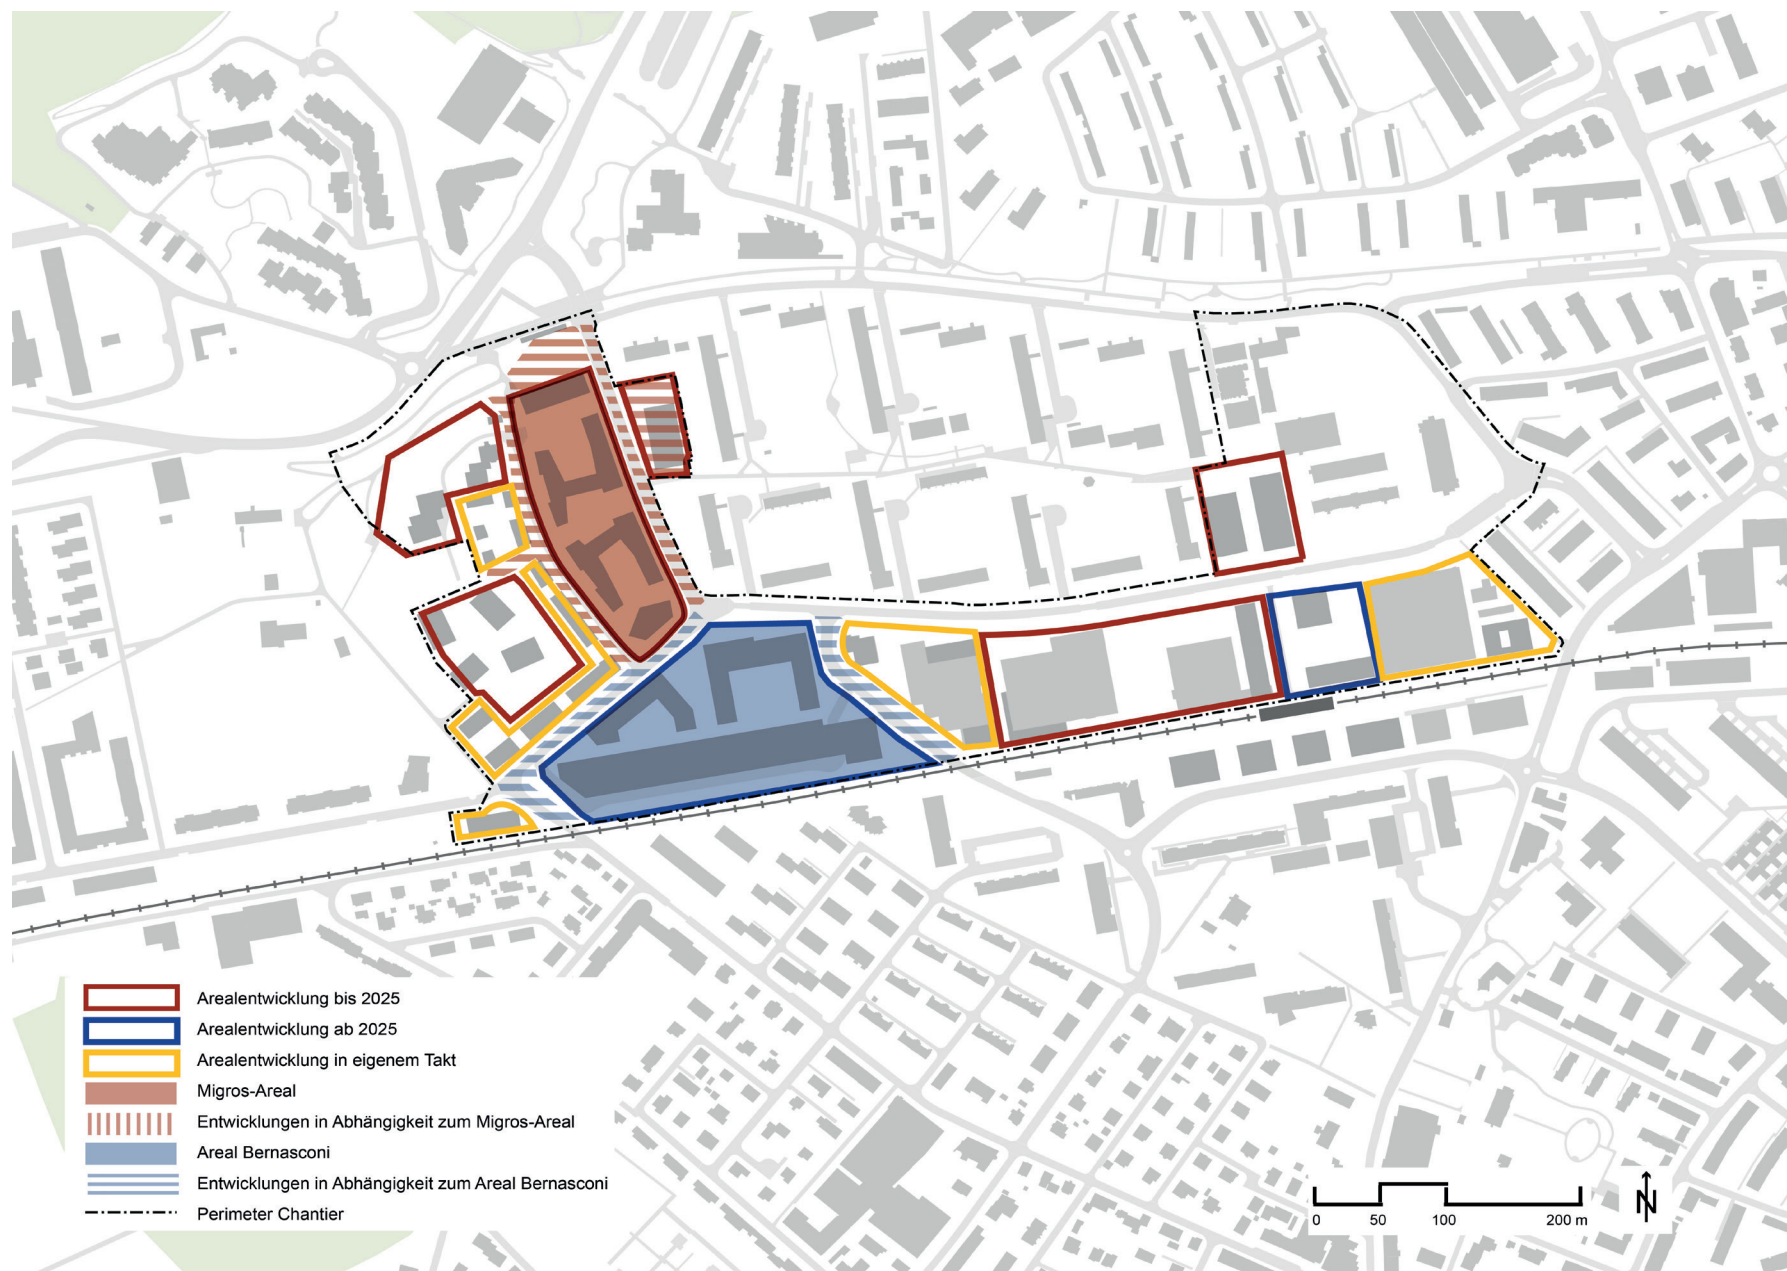 Arealentwicklung bis 2025
Arealentwicklung ab 2025
Arealentwicklung in eigenem Takt
Migros-Areal
Entwicklungen in Abhängigkeit zum Migros-Areal
Areal Bernasconi
Entwicklungen in Abhängigkeit zum Areal Bernasconi
Perimeter Chantier
0 50 100 200 m
N